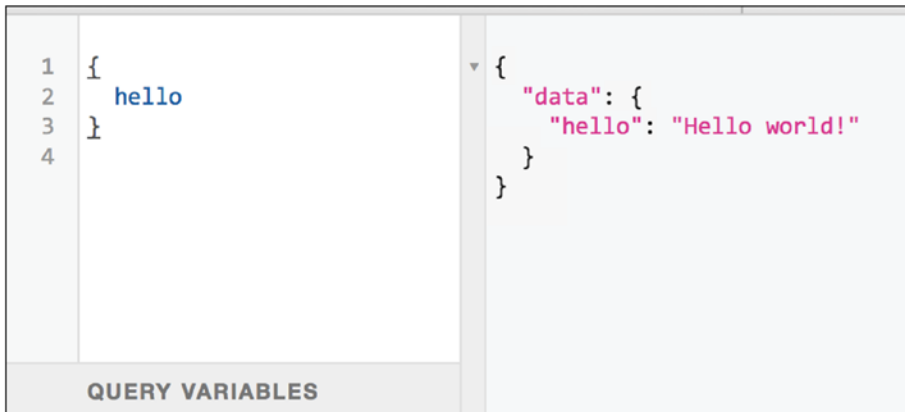 1 {
2   hello
3 }
4
QUERY VARIABLES
{
  "data": {
    "hello": "Hello world!"
  }
}